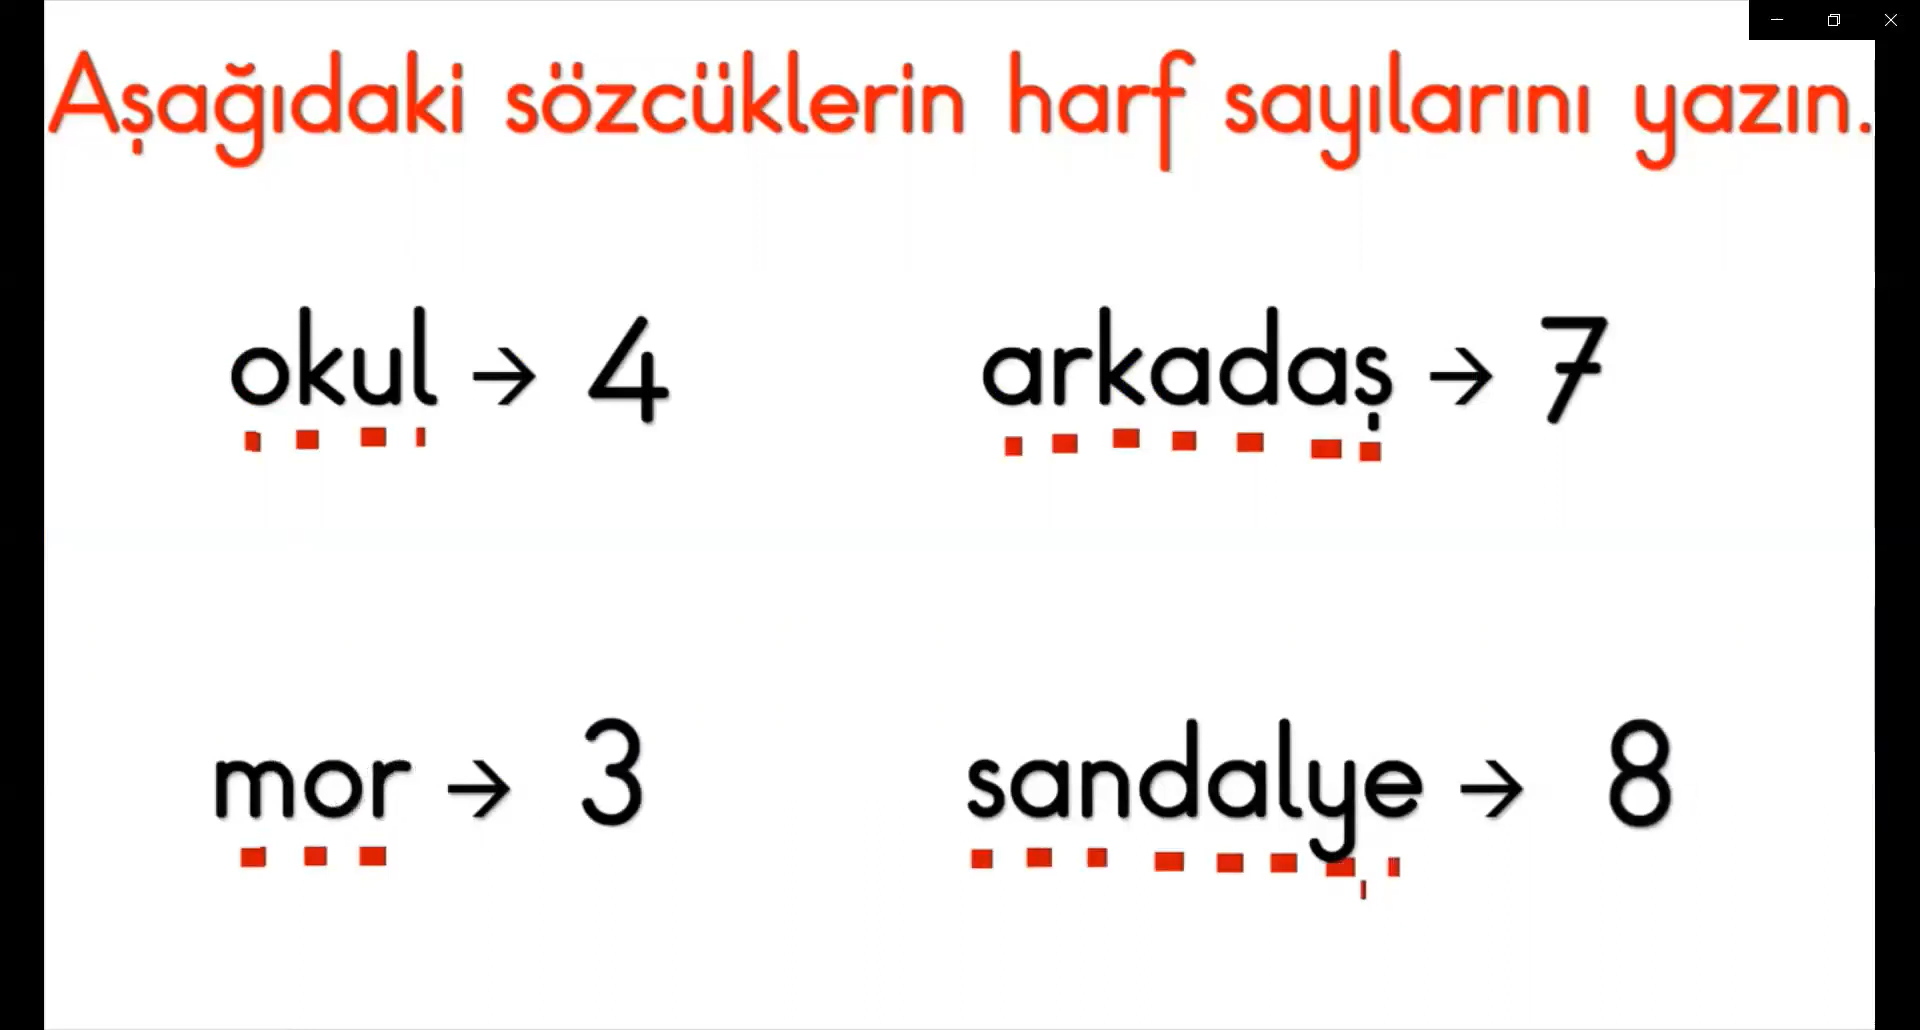 Aşağıdaki sözcüklerin harf sayılarını yazın.
okul → 4
arkadaş → 7
mor → 3
sandalye → 8